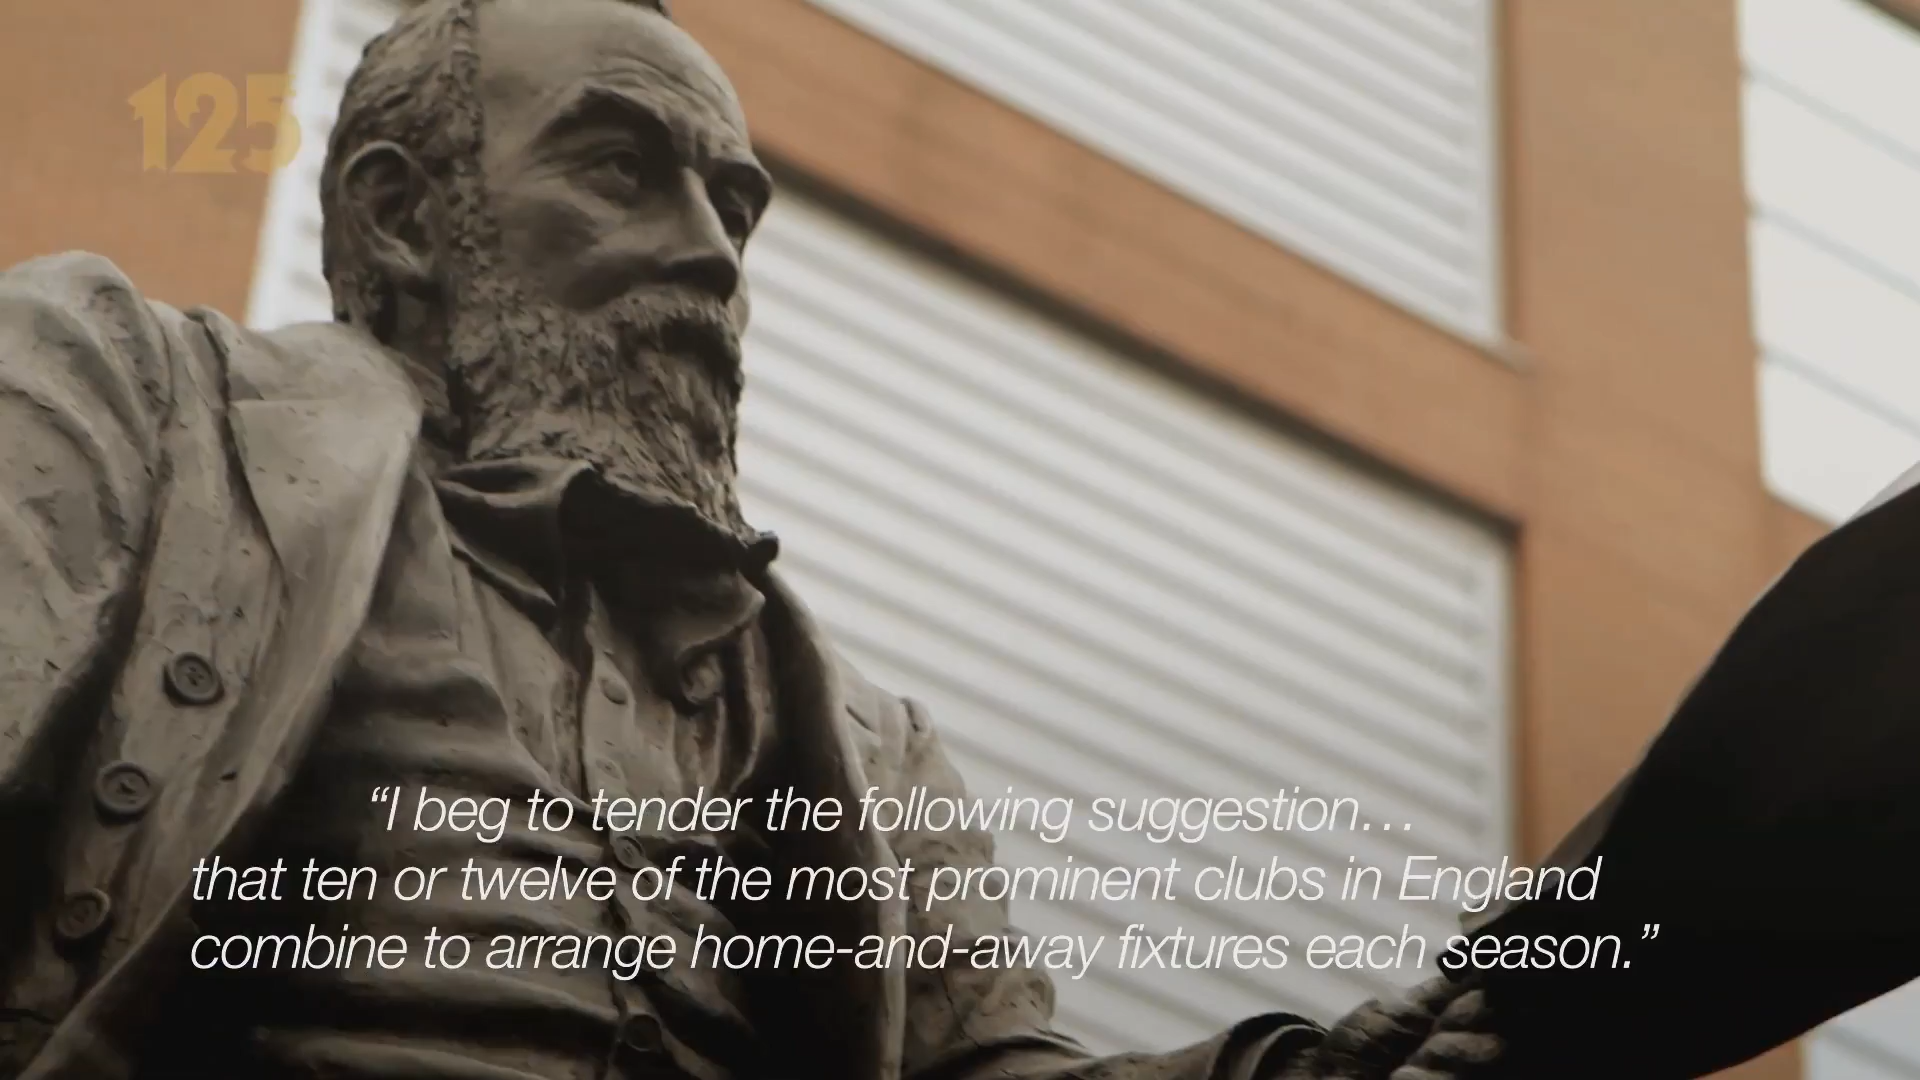 125
“I beg to tender the following suggestion…
that ten or twelve of the most prominent clubs in England
combine to arrange home-and-away fixtures each season.”